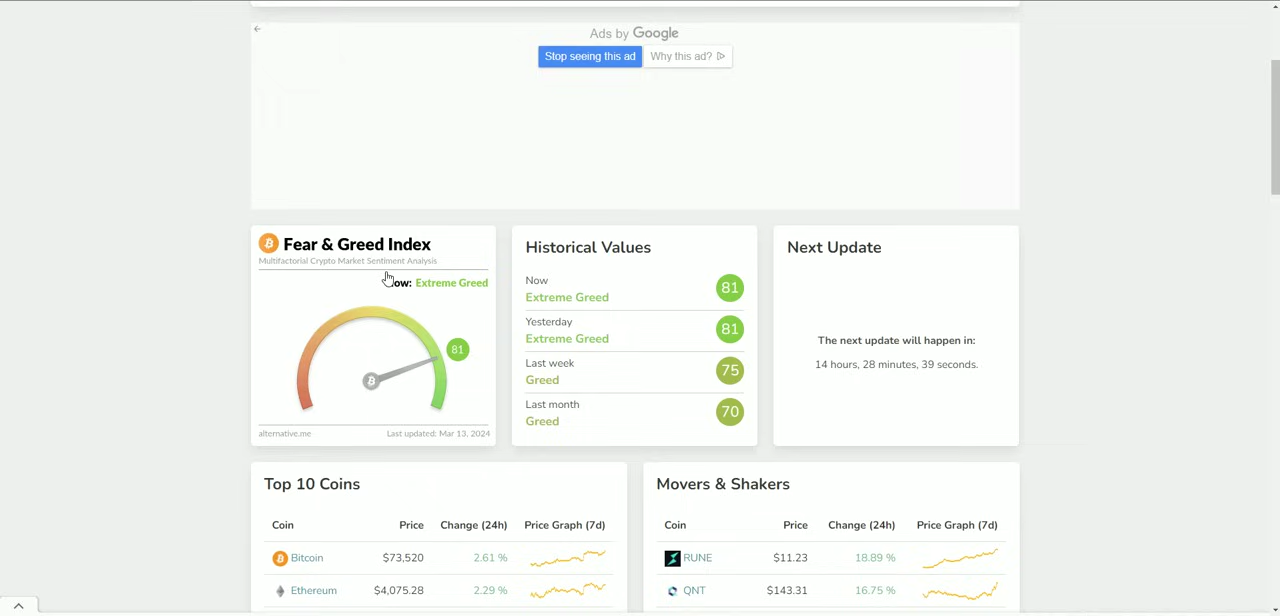 Ads by Google
Stop seeing this ad
Why this ad?
Fear & Greed Index
Multifactorial Crypto Market Sentiment Analysis
Extreme Greed
81
alternative.me
Last updated: Mar 13, 2024
Historical Values
Now
Extreme Greed
81
Yesterday
Extreme Greed
81
Last week
Greed
75
Last month
Greed
70
Next Update
The next update will happen in:
14 hours, 28 minutes, 39 seconds.
Top 10 Coins
Coin Price Change (24h) Price Graph (7d)
Bitcoin $73,520 2.61 %
Ethereum $4,075.28 2.29 %
Movers & Shakers
Coin Price Change (24h) Price Graph (7d)
RUNE $11.23 18.89 %
QNT $143.31 16.75 %